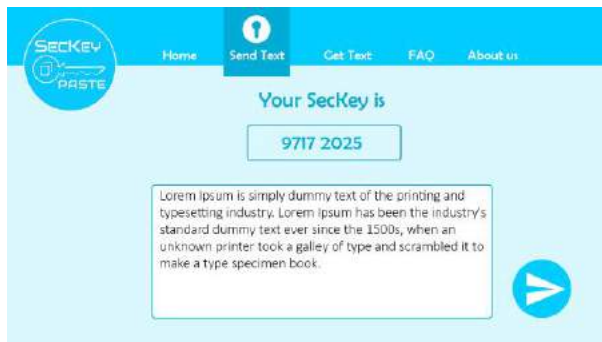 SECKEY
PASTE
Home Send Text Get Text FAQ About us
Your SecKey is
9717 2025
Lorem Ipsum is simply dummy text of the printing and
typesetting industry. Lorem Ipsum has been the industry's
standard dummy text ever since the 1500s, when an
unknown printer took a galley of type and scrambled it to
make a type specimen book.